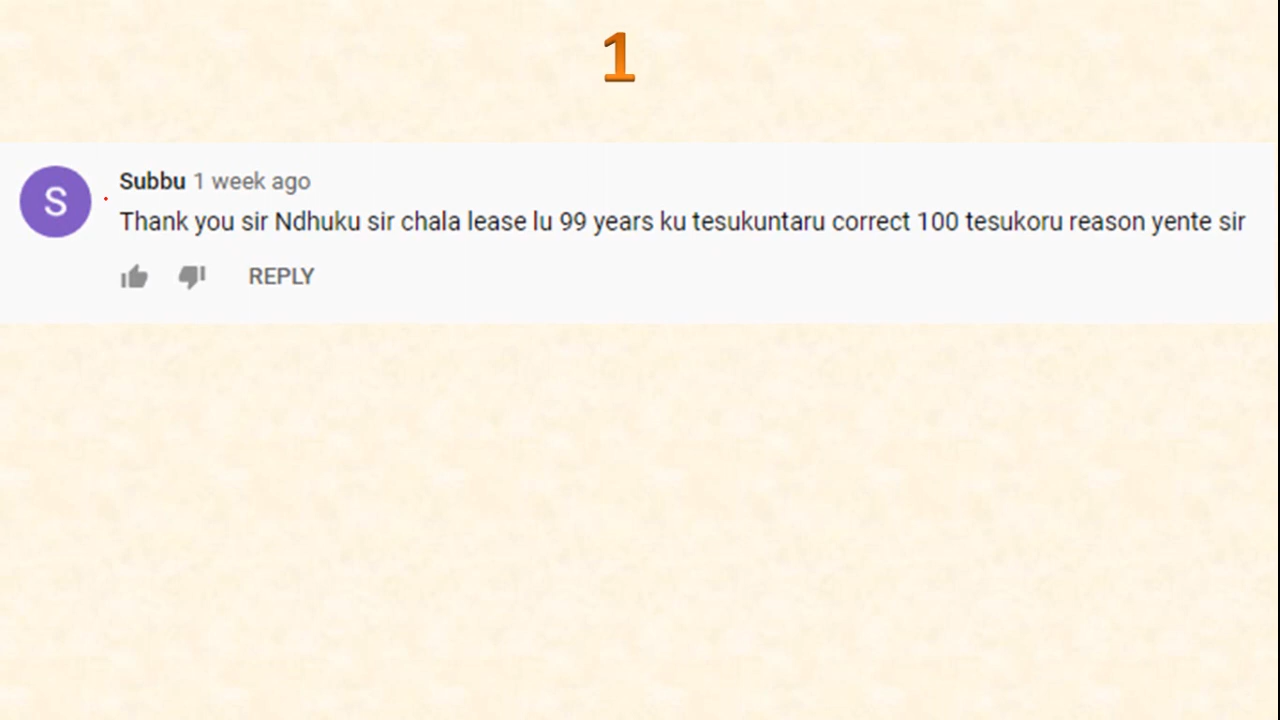 1
S
Subbu 1 week ago
Thank you sir Ndhuku sir chala lease lu 99 years ku tesukuntaru correct 100 tesukoru reason yente sir
REPLY